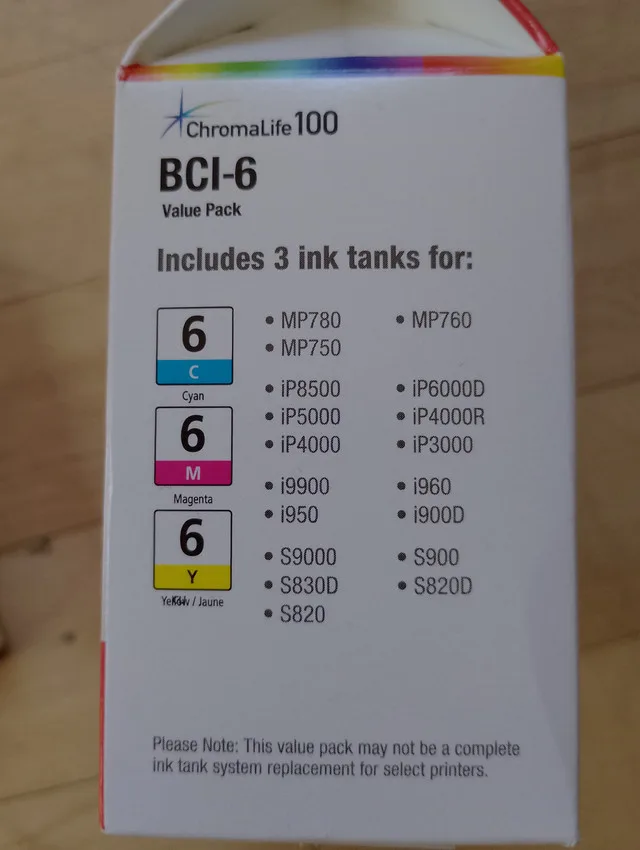 ChromaLife 100
BCI-6
Value Pack
Includes 3 ink tanks for:
6
C
Cyan
6
M
Magenta
6
Y
/ Jaune
• MP780 • MP760
• MP750
• iP8500 • iP6000D
• iP5000 • iP4000R
• iP4000 • iP3000
• i9900 • i960
• i950 • i900D
• S9000 • S900
• S830D • S820D
• S820
Please Note: This value pack may not be a complete
ink tank system replacement for select printers.